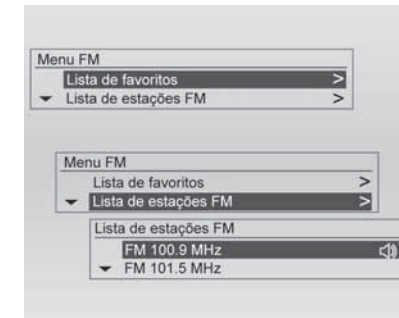 Menu FM
Lista de favoritos >
Lista de estações FM >
Menu FM
Lista de favoritos >
Lista de estações FM >
Lista de estações FM
FM 100.9 MHz
FM 101.5 MHz